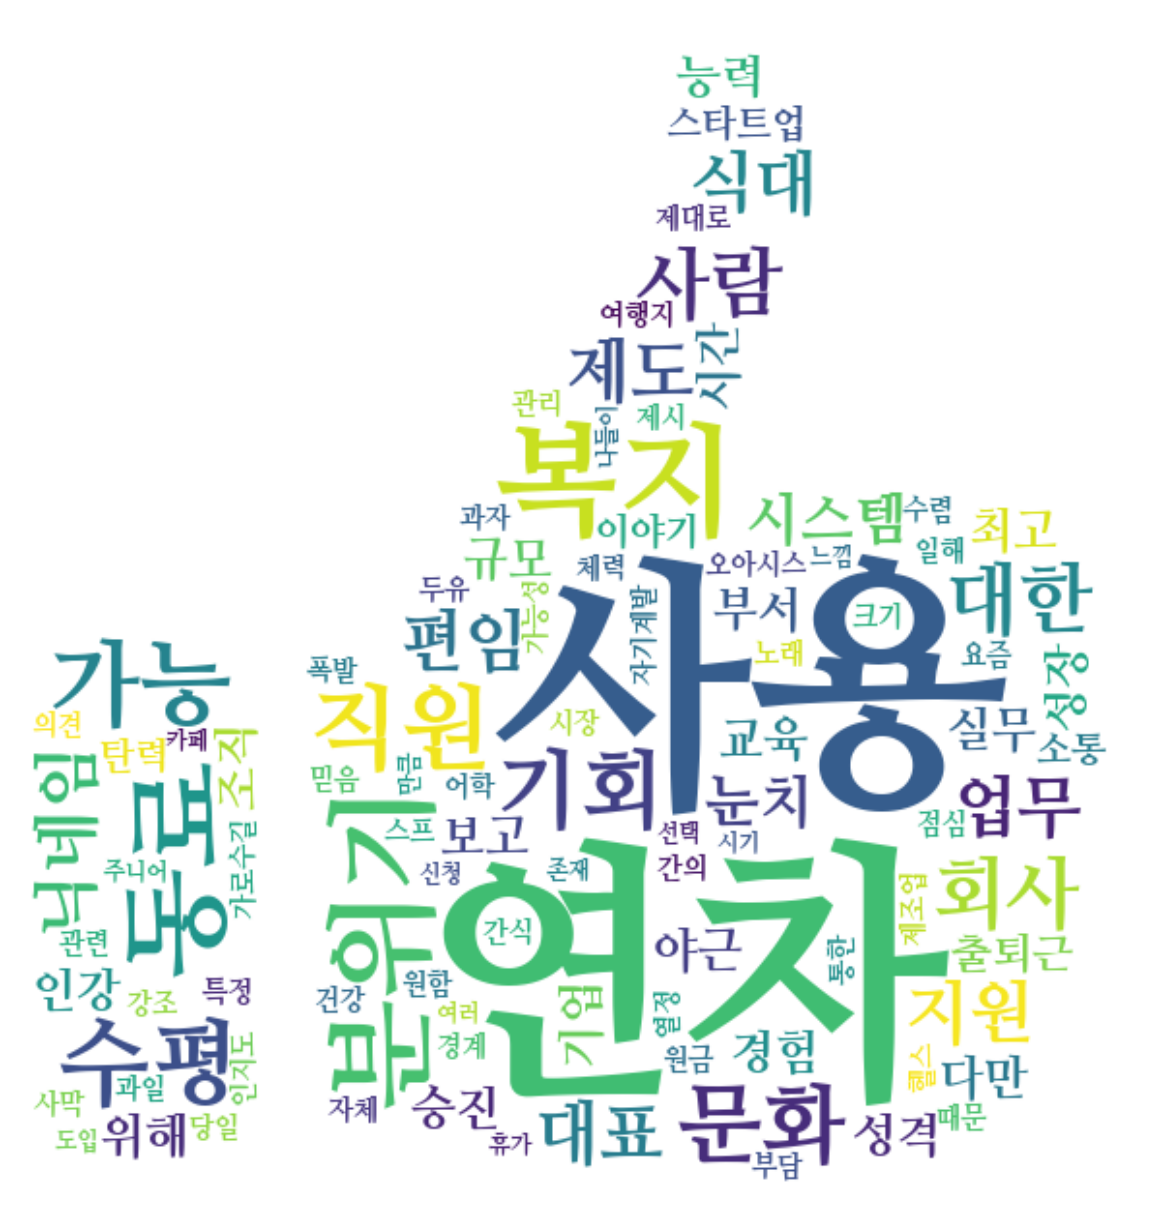 능력
스타트업
식대
제대로
사람
여행지
제도
시간
관리
나들이
제시
복지
과자
이야기
시스템
수렴
최고
규모
체력
오아시스
느낌
일해
대한
두유
가능성
자기계발
부서
크기
사용
편임
노래
요즘
성장
가능
폭발
직원
시장
교육
실무
소통
의견
탄력
카페
조직
닉네임
동료
믿음
만큼
어학
기회
눈치
업무
점심
분위기
스프
보고
선택
시기
주니어
가로수길
신청
존재
간의
연차
간식
제조업
회사
관련
야근
통한
출퇴근
인강
강조
특정
건강
원함
여러
기업
열정
지원
수평
과일
인지도
경계
원금
경험
헬스
다만
사막
도입
위해
당일
자체
승진
휴가
대표
문화
부담
성격
때문